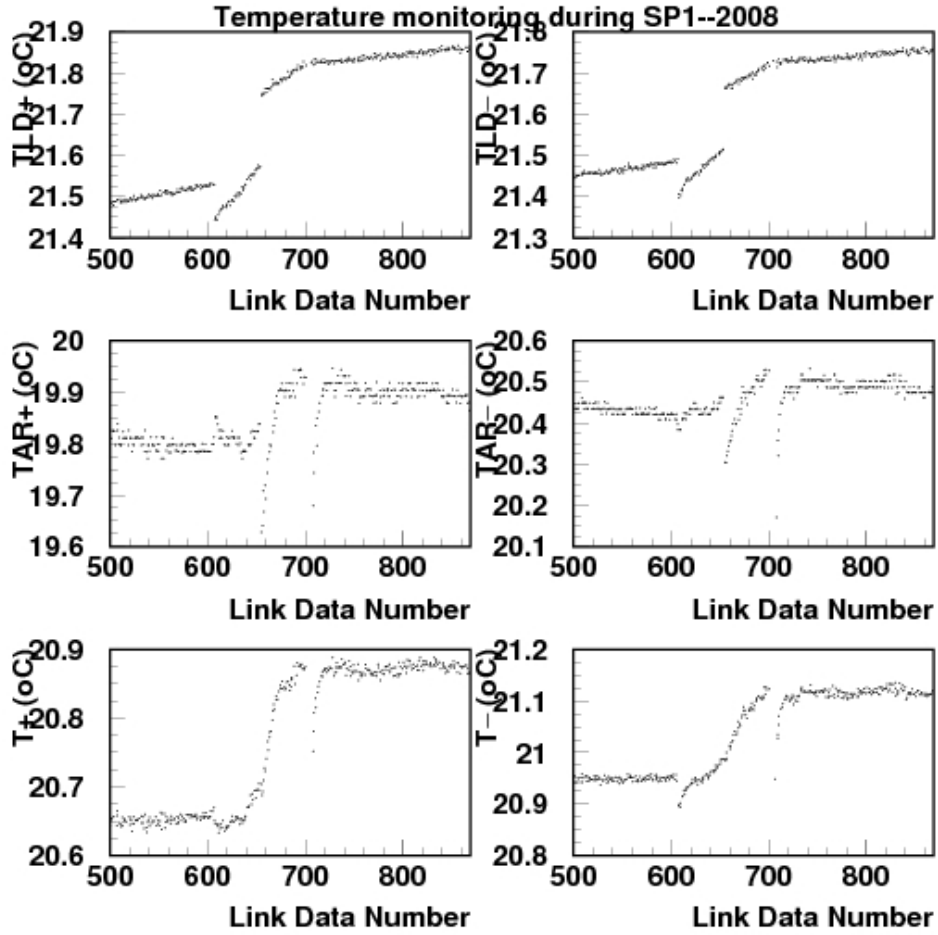 Temperature monitoring during SP1--2008
TLD+ (oC)
21.9
21.8
21.7
21.6
21.5
21.4
500 600 700 800
Link Data Number
TLD− (oC)
21.8
21.7
21.6
21.5
21.4
21.3
500 600 700 800
Link Data Number
TAR+ (oC)
20
19.9
19.8
19.7
19.6
500 600 700 800
Link Data Number
TAR− (oC)
20.6
20.5
20.4
20.3
20.2
20.1
500 600 700 800
Link Data Number
T+ (oC)
20.9
20.8
20.7
20.6
500 600 700 800
Link Data Number
T− (oC)
21.2
21.1
21
20.9
20.8
500 600 700 800
Link Data Number